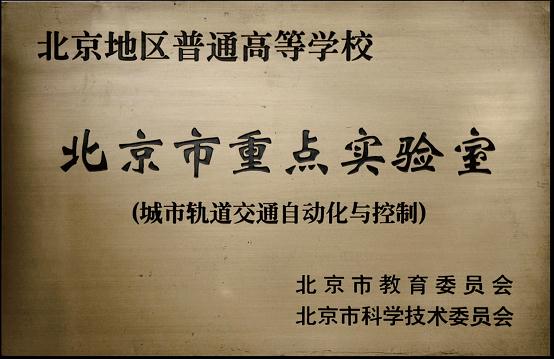 北京地区普通高等学校
北京市重点实验室
(城市轨道交通自动化与控制)
北京市教育委员会
北京市科学技术委员会